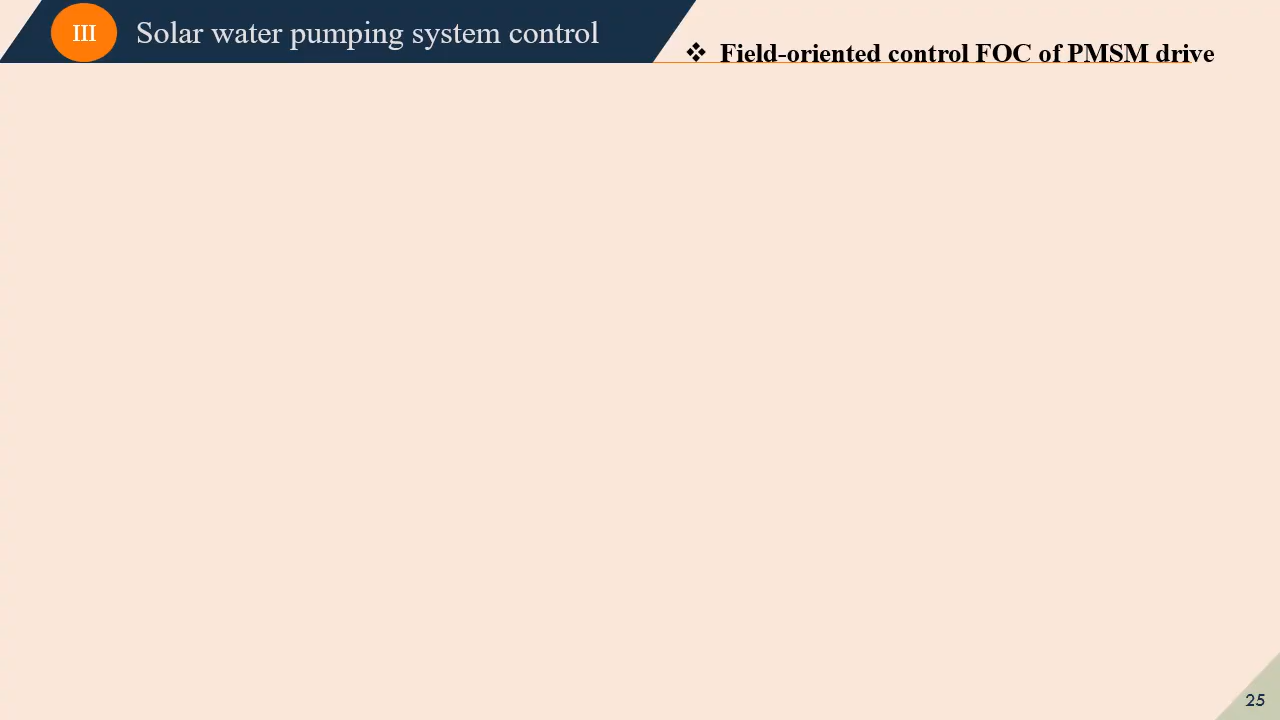 III
Solar water pumping system control
❖ Field-oriented control FOC of PMSM drive
25